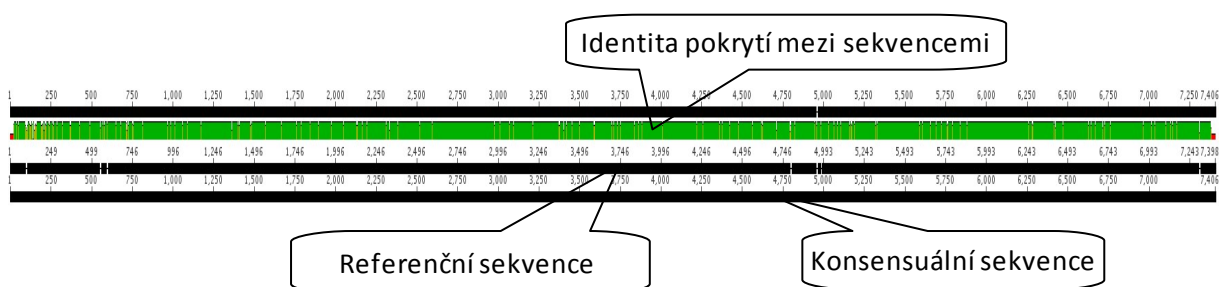 Identita pokrytí mezi sekvencemi
1 250 500 750 1,000 1,250 1,500 1,750 2,000 2,250 2,500 2,750 3,000 3,250 3,500 3,750 4,000 4,250 4,500 4,750 5,000 5,250 5,500 5,750 6,000 6,250 6,500 6,750 7,000 7,250 7,406
1 249 499 746 996 1,246 1,496 1,746 1,996 2,246 2,496 2,746 2,996 3,246 3,496 3,746 3,996 4,246 4,496 4,746 4,993 5,243 5,493 5,743 5,993 6,243 6,493 6,743 6,993 7,243 7,398
1 250 500 750 1,000 1,250 1,500 1,750 2,000 2,250 2,500 2,750 3,000 3,250 3,500 3,750 4,000 4,250 4,500 4,750 5,000 5,250 5,500 5,750 6,000 6,250 6,500 6,750 7,000 7,406
Referenční sekvence
Konsensuální sekvence